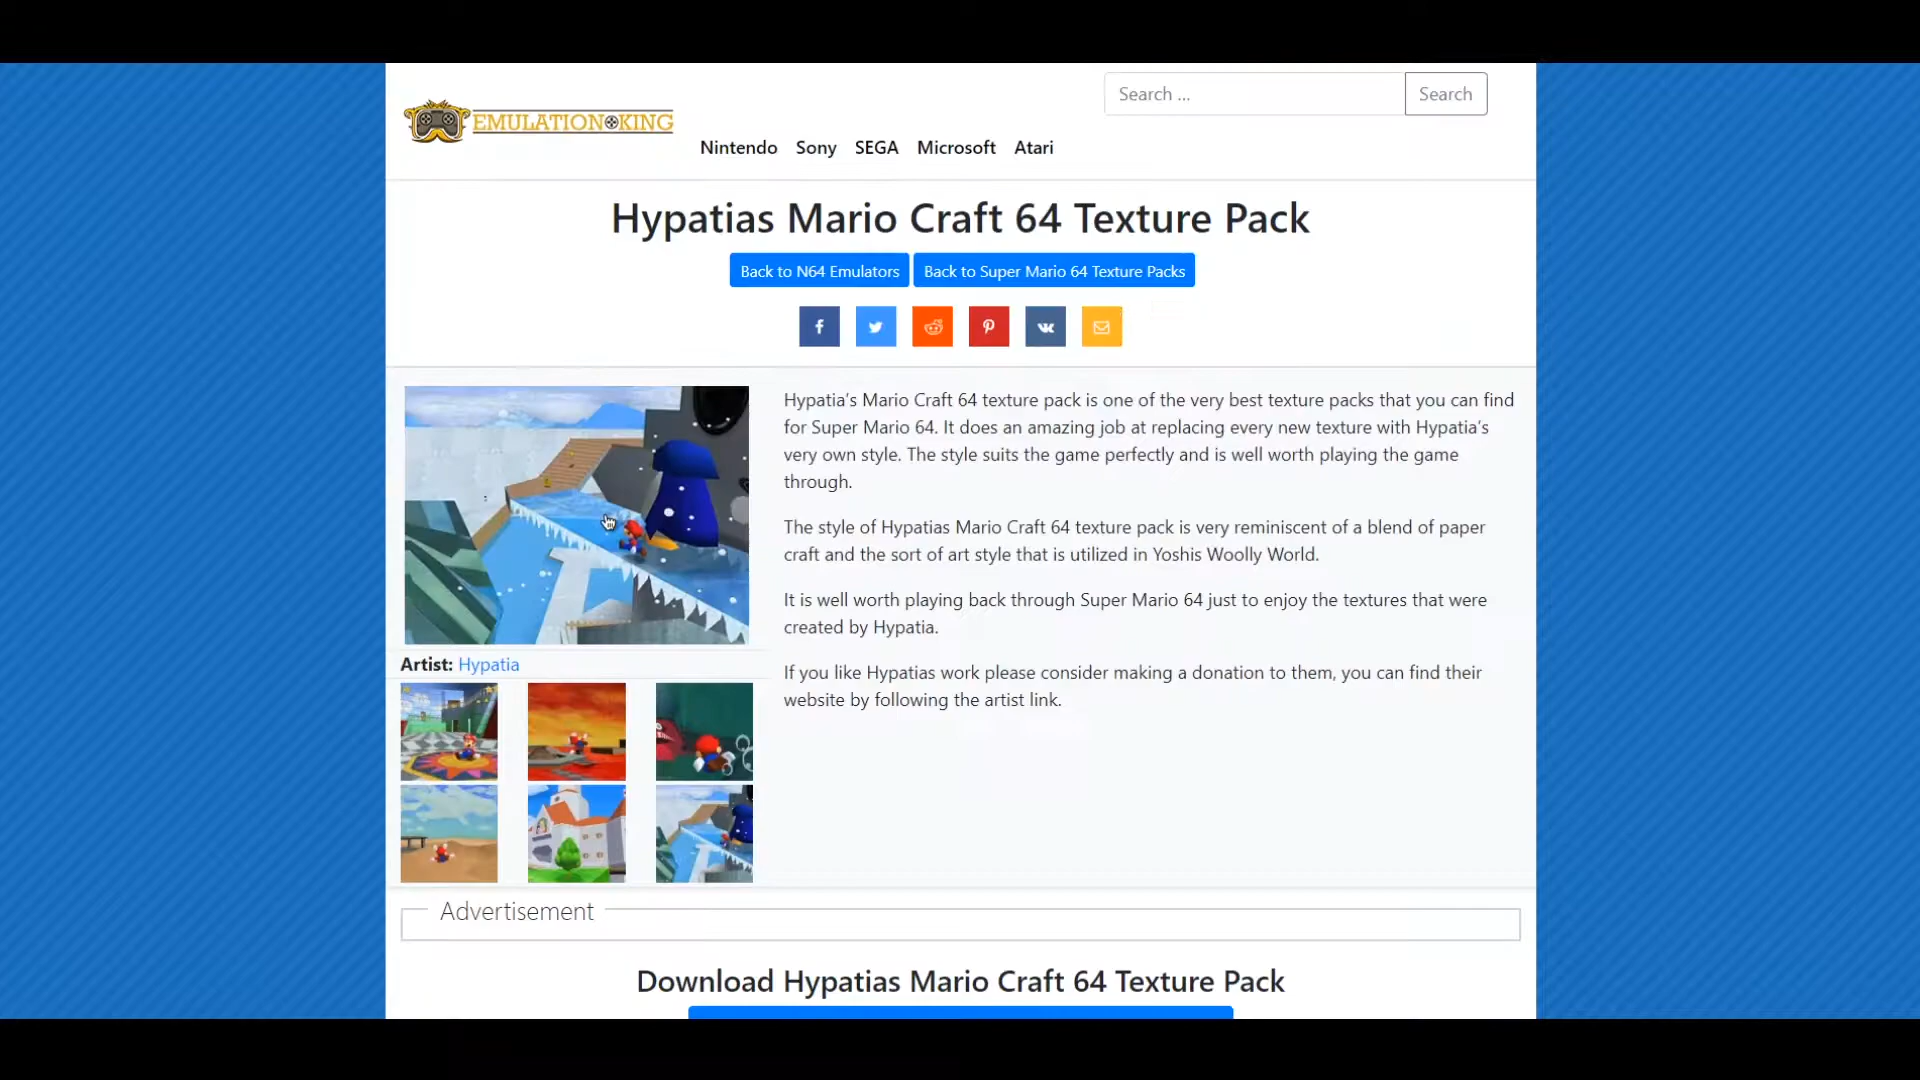 Search ...
Search
EMULATION KING
Nintendo Sony SEGA Microsoft Atari
Hypatias Mario Craft 64 Texture Pack
Back to N64 Emulators Back to Super Mario 64 Texture Packs
Hypatia's Mario Craft 64 texture pack is one of the very best texture packs that you can find
for Super Mario 64. It does an amazing job at replacing every new texture with Hypatia's
very own style. The style suits the game perfectly and is well worth playing the game
through.
The style of Hypatias Mario Craft 64 texture pack is very reminiscent of a blend of paper
craft and the sort of art style that is utilized in Yoshis Woolly World.
It is well worth playing back through Super Mario 64 just to enjoy the textures that were
created by Hypatia.
If you like Hypatias work please consider making a donation to them, you can find their
website by following the artist link.
Artist: Hypatia
Advertisement
Download Hypatias Mario Craft 64 Texture Pack